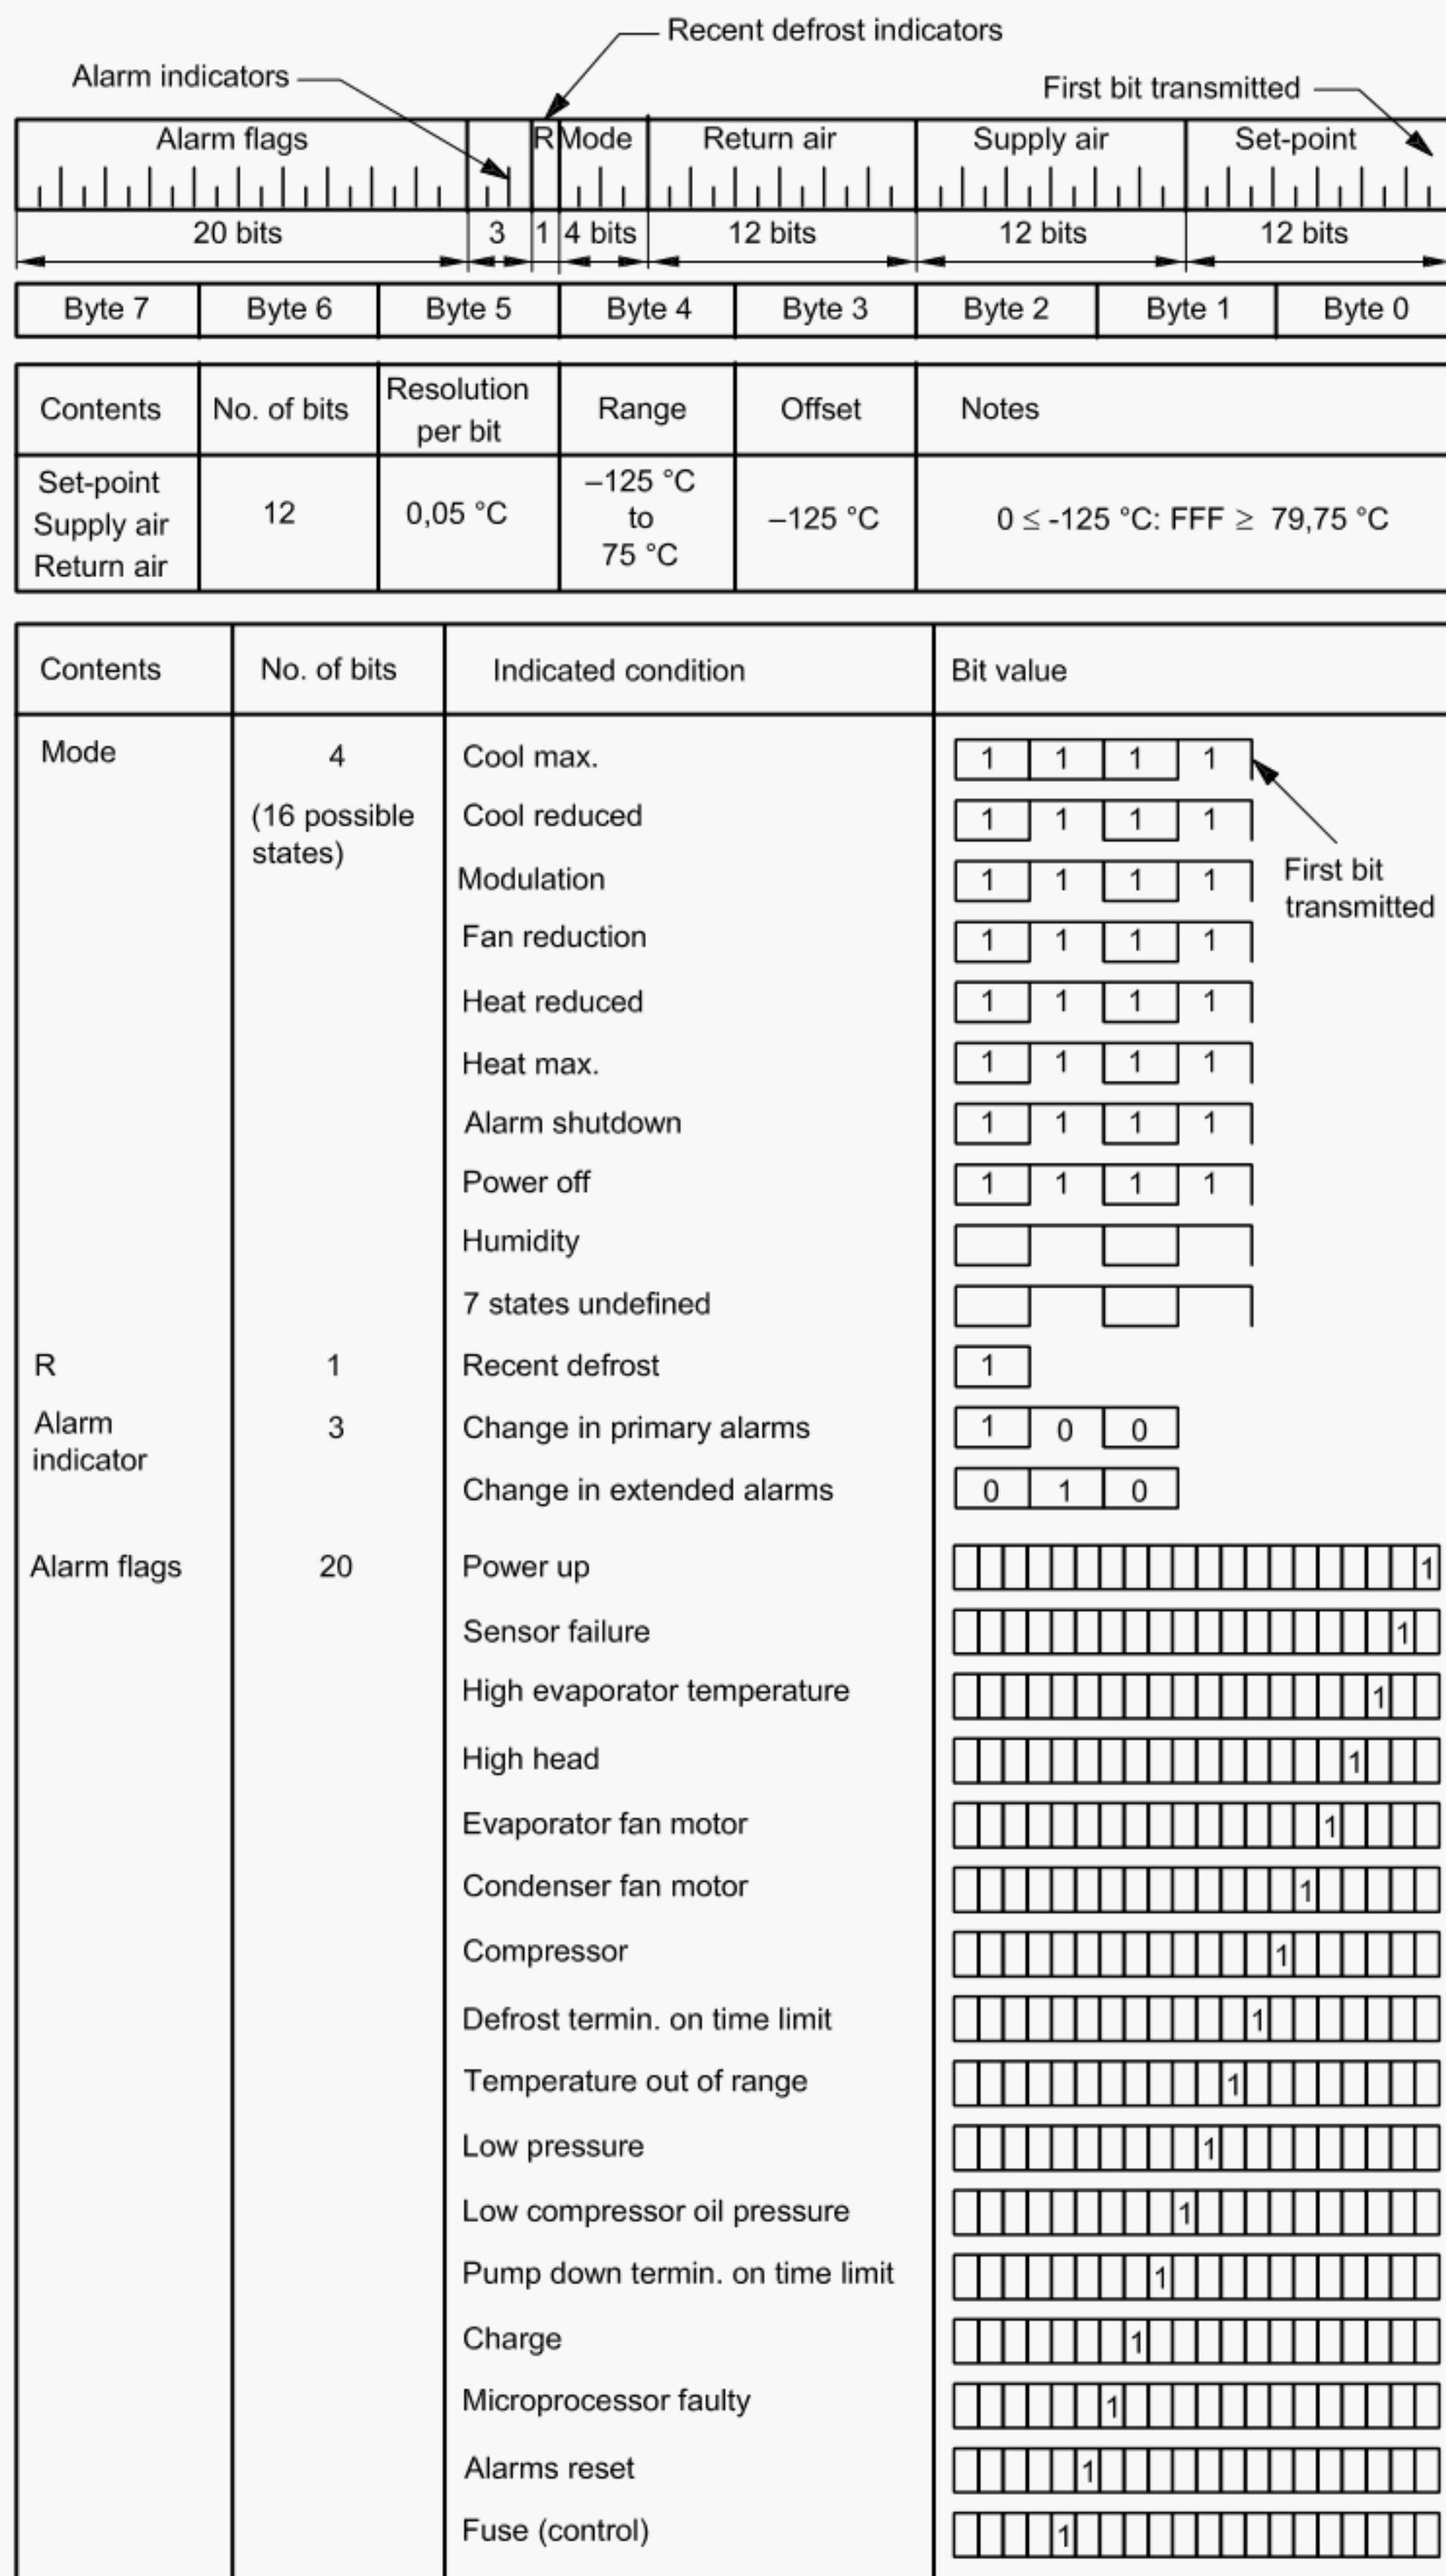 Recent defrost indicators
Alarm indicators
First bit transmitted
Alarm flags R Mode Return air Supply air Set-point
20 bits 3 1 4 bits 12 bits 12 bits 12 bits
Byte 7 Byte 6 Byte 5 Byte 4 Byte 3 Byte 2 Byte 1 Byte 0
Contents No. of bits Resolution per bit Range Offset Notes
Set-point
Supply air
Return air
12 0,05 °C –125 °C to 75 °C –125 °C 0 ≤ -125 °C: FFF ≥ 79,75 °C
Contents No. of bits Indicated condition Bit value
Mode 4 Cool max. 1 1 1 1
(16 possible states)
First bit transmitted
Cool reduced 1 1 1 1
Modulation 1 1 1 1
Fan reduction 1 1 1 1
Heat reduced 1 1 1 1
Heat max. 1 1 1 1
Alarm shutdown 1 1 1 1
Power off 1 1 1 1
Humidity
7 states undefined
R 1 Recent defrost 1
Alarm indicator 3 Change in primary alarms 1 0 0
Change in extended alarms 0 1 0
Alarm flags 20 Power up 1
Sensor failure 1
High evaporator temperature 1
High head 1
Evaporator fan motor 1
Condenser fan motor 1
Compressor 1
Defrost termin. on time limit 1
Temperature out of range 1
Low pressure 1
Low compressor oil pressure 1
Pump down termin. on time limit 1
Charge 1
Microprocessor faulty 1
Alarms reset 1
Fuse (control) 1